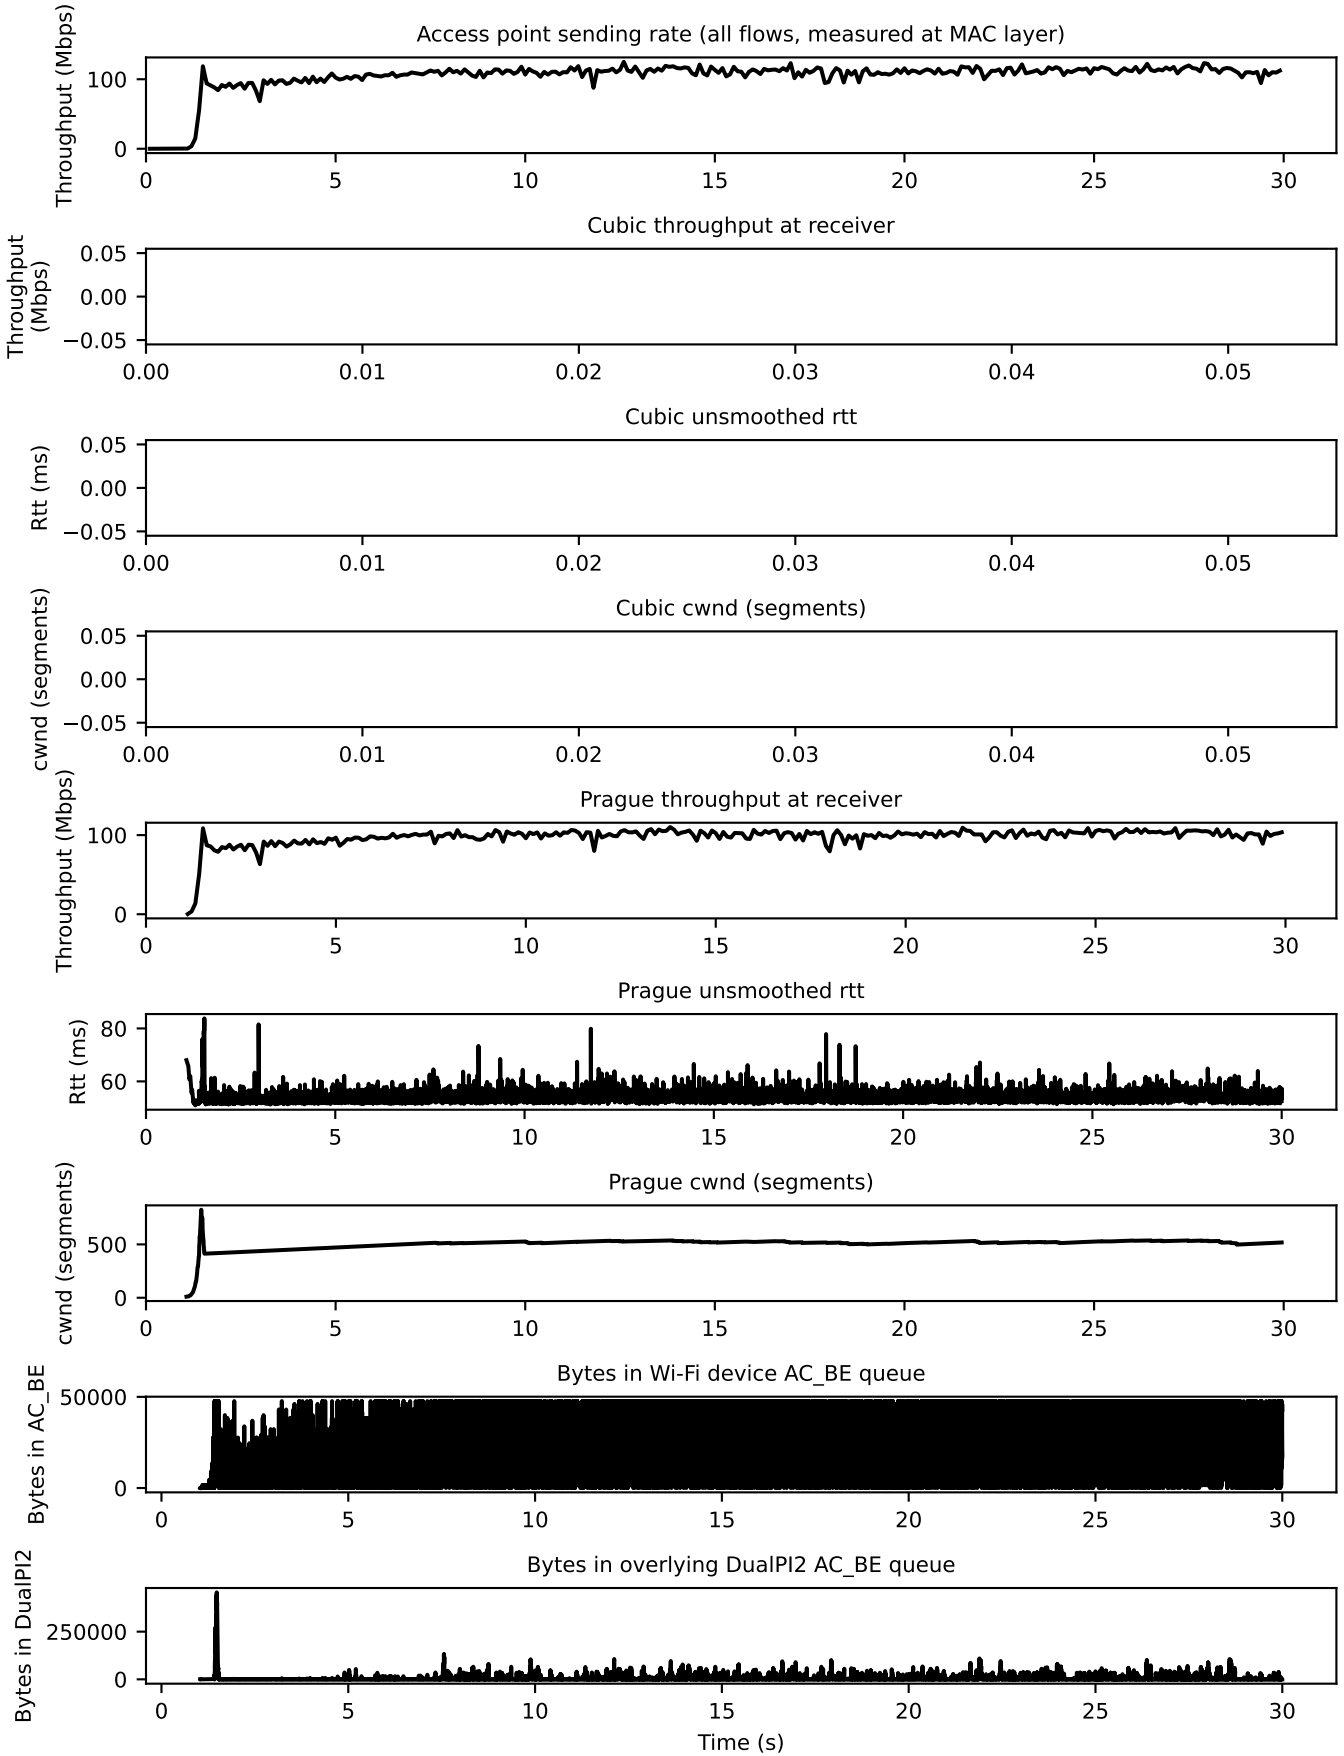 Access point sending rate (all flows, measured at MAC layer)
Throughput (Mbps)
100
0
0 5 10 15 20 25 30
Cubic throughput at receiver
Throughput
(Mbps)
0.05
0.00
−0.05
0.00 0.01 0.02 0.03 0.04 0.05
Cubic unsmoothed rtt
Rtt (ms)
0.05
0.00
−0.05
0.00 0.01 0.02 0.03 0.04 0.05
Cubic cwnd (segments)
cwnd (segments)
0.05
0.00
−0.05
0.00 0.01 0.02 0.03 0.04 0.05
Prague throughput at receiver
Throughput (Mbps)
100
0
0 5 10 15 20 25 30
Prague unsmoothed rtt
Rtt (ms)
80
60
0 5 10 15 20 25 30
Prague cwnd (segments)
cwnd (segments)
500
0
0 5 10 15 20 25 30
Bytes in Wi-Fi device AC_BE queue
Bytes in AC_BE
50000
0
0 5 10 15 20 25 30
Bytes in overlying DualPI2 AC_BE queue
Bytes in DualPI2
250000
0
0 5 10 15 20 25 30
Time (s)